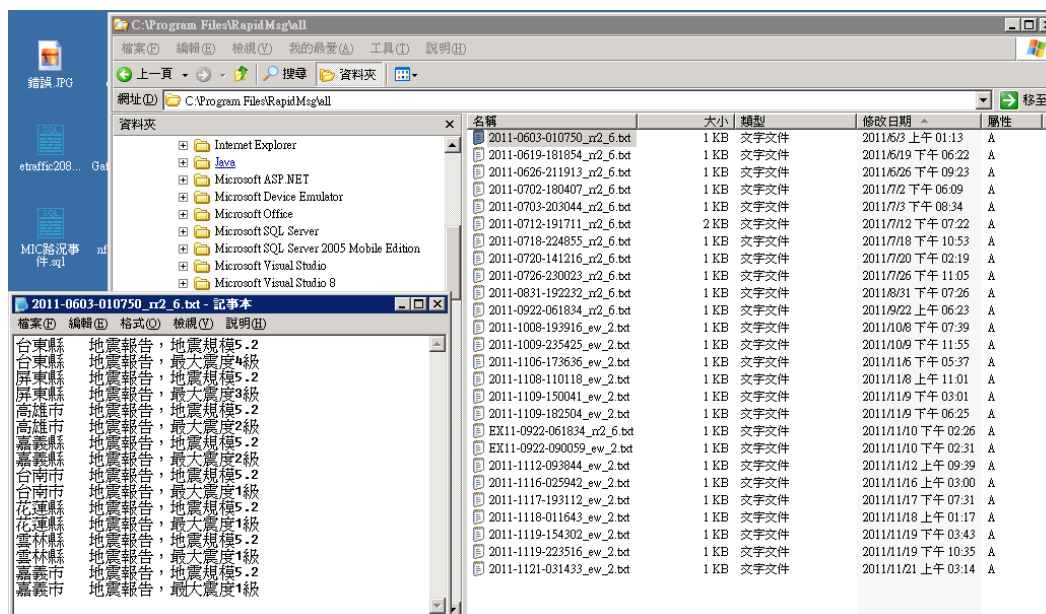 C:\Program Files\RapidMsg\all
檔案(F) 編輯(E) 檢視(V) 我的最愛(A) 工具(T) 說明(H)
上一頁 搜尋 資料夾
網址(D) C:\Program Files\RapidMsg\all 移至
錯誤.JPG
etraffic208...
MIC路況事件.sql
資料夾
Internet Explorer
Java
Microsoft ASP.NET
Microsoft Device Emulator
Microsoft Office
Microsoft SQL Server
Microsoft SQL Server 2005 Mobile Edition
Microsoft Visual Studio
Microsoft Visual Studio 8
名稱 大小 類型 修改日期 屬性
2011-0603-010750_rr2_6.txt 1 KB 文字文件 2011/6/3 上午 01:13 A
2011-0619-181854_rr2_6.txt 1 KB 文字文件 2011/6/19 下午 06:22 A
2011-0626-211913_rr2_6.txt 1 KB 文字文件 2011/6/26 下午 09:23 A
2011-0702-180407_rr2_6.txt 1 KB 文字文件 2011/7/2 下午 06:09 A
2011-0703-203044_rr2_6.txt 1 KB 文字文件 2011/7/3 下午 08:34 A
2011-0712-191711_rr2_6.txt 2 KB 文字文件 2011/7/12 下午 07:22 A
2011-0718-224855_rr2_6.txt 1 KB 文字文件 2011/7/18 下午 10:53 A
2011-0720-141216_rr2_6.txt 1 KB 文字文件 2011/7/20 下午 02:19 A
2011-0726-230023_rr2_6.txt 1 KB 文字文件 2011/7/26 下午 11:05 A
2011-0831-192232_rr2_6.txt 1 KB 文字文件 2011/8/31 下午 07:26 A
2011-0922-061834_rr2_6.txt 1 KB 文字文件 2011/9/22 上午 06:23 A
2011-1008-193916_ew_2.txt 1 KB 文字文件 2011/10/8 下午 07:39 A
2011-1009-235425_ew_2.txt 1 KB 文字文件 2011/10/9 下午 11:55 A
2011-1106-173636_ew_2.txt 1 KB 文字文件 2011/11/6 下午 05:37 A
2011-1108-110118_ew_2.txt 1 KB 文字文件 2011/11/8 上午 11:01 A
2011-1109-150041_ew_2.txt 1 KB 文字文件 2011/11/9 下午 03:01 A
2011-1109-182504_ew_2.txt 1 KB 文字文件 2011/11/9 下午 06:25 A
EX11-0922-061834_rr2_6.txt 1 KB 文字文件 2011/11/10 下午 02:26 A
EX11-0922-090059_ew_2.txt 1 KB 文字文件 2011/11/10 下午 02:31 A
2011-1112-093844_ew_2.txt 1 KB 文字文件 2011/11/12 上午 09:39 A
2011-1116-025942_ew_2.txt 1 KB 文字文件 2011/11/16 上午 03:00 A
2011-1117-193112_ew_2.txt 1 KB 文字文件 2011/11/17 下午 07:31 A
2011-1118-011643_ew_2.txt 1 KB 文字文件 2011/11/18 上午 01:17 A
2011-1119-154302_ew_2.txt 1 KB 文字文件 2011/11/19 下午 03:43 A
2011-1119-223516_ew_2.txt 1 KB 文字文件 2011/11/19 下午 10:35 A
2011-1121-031433_ew_2.txt 1 KB 文字文件 2011/11/21 上午 03:14 A
2011-0603-010750_rr2_6.txt - 記事本
檔案(F) 編輯(E) 格式(O) 檢視(V) 說明(H)
台東縣 地震報告，地震規模5.2
台東縣 地震報告，最大震度4級
屏東縣 地震報告，地震規模5.2
屏東縣 地震報告，最大震度3級
高雄市 地震報告，地震規模5.2
高雄市 地震報告，最大震度2級
嘉義縣 地震報告，地震規模5.2
嘉義縣 地震報告，最大震度2級
台南市 地震報告，地震規模5.2
台南市 地震報告，最大震度1級
花蓮縣 地震報告，地震規模5.2
花蓮縣 地震報告，最大震度1級
雲林縣 地震報告，地震規模5.2
雲林縣 地震報告，最大震度1級
嘉義市 地震報告，地震規模5.2
嘉義市 地震報告，最大震度1級